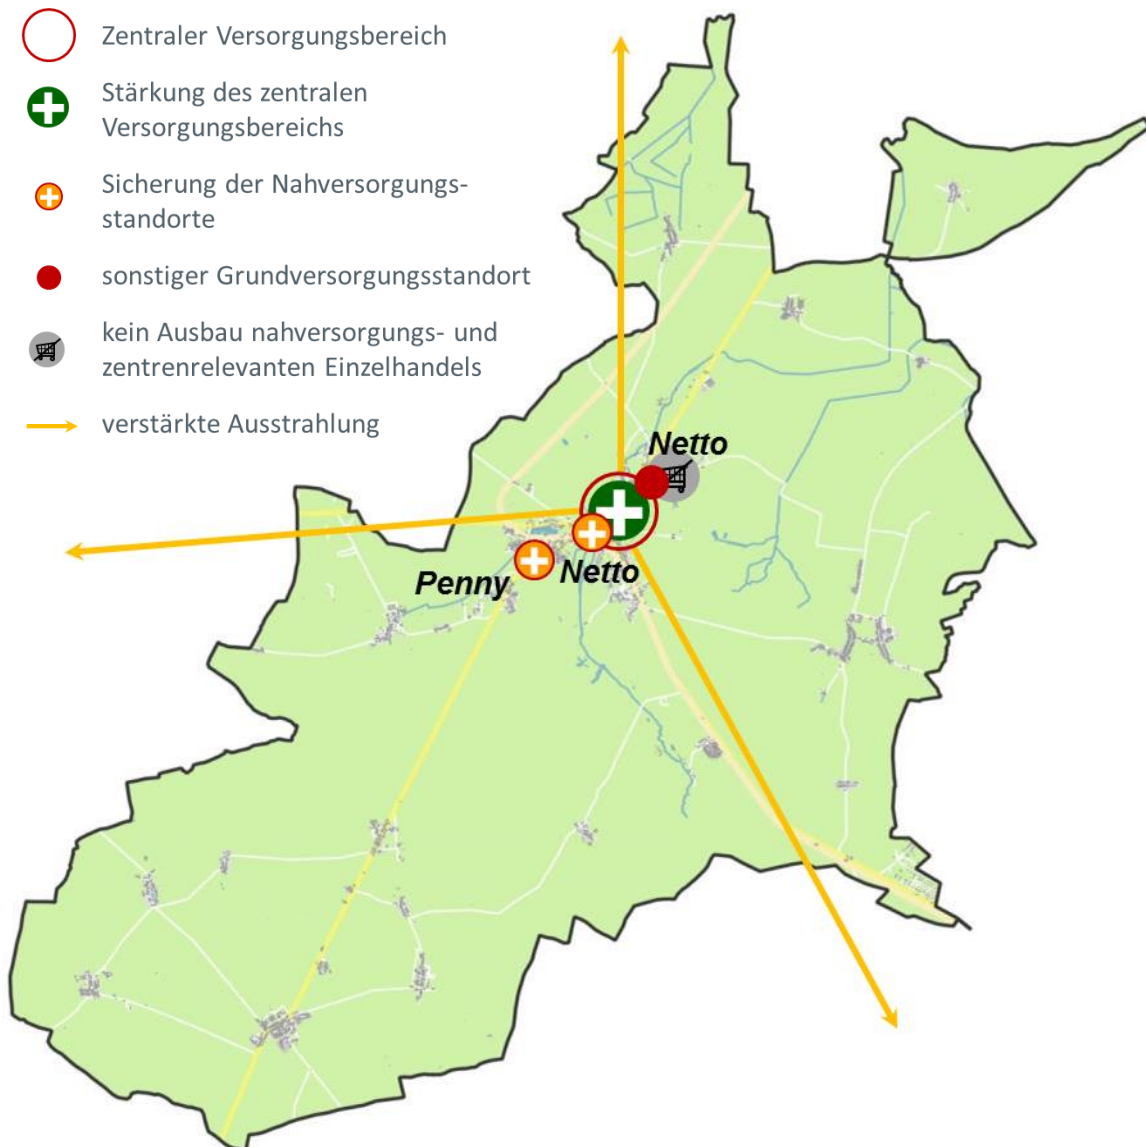 Zentraler Versorgungsbereich
Stärkung des zentralen
Versorgungsbereichs
Sicherung der Nahversorgungs-
standorte
sonstiger Grundversorgungsstandort
kein Ausbau nahversorgungs- und
zentrenrelevanten Einzelhandels
verstärkte Ausstrahlung
Netto
Netto
Penny